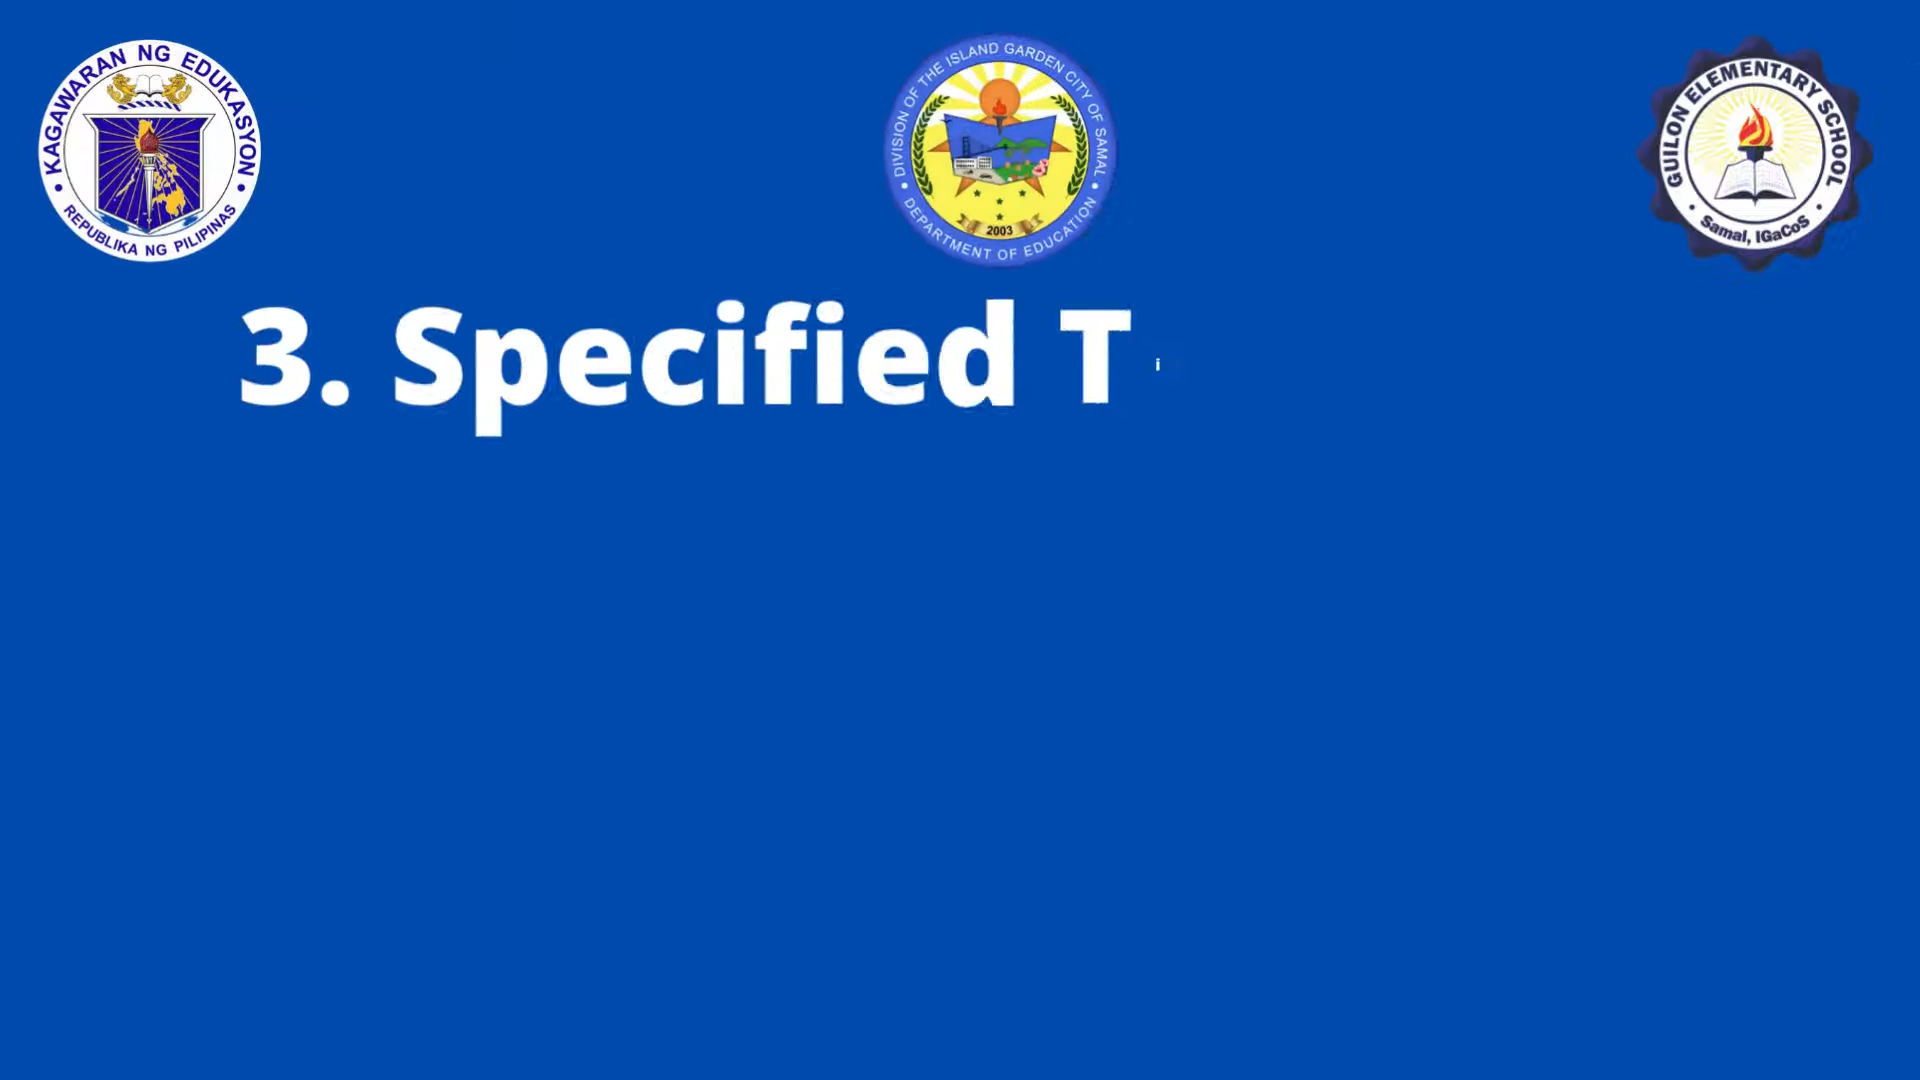 KAGAWARAN NG EDUKASYON
REPUBLIKA NG PILIPINAS
DIVISION OF THE ISLAND GARDEN CITY OF SAMAL
2003
DEPARTMENT OF EDUCATION
GUILON ELEMENTARY SCHOOL
Samal, IGaCoS
3. Specified T i